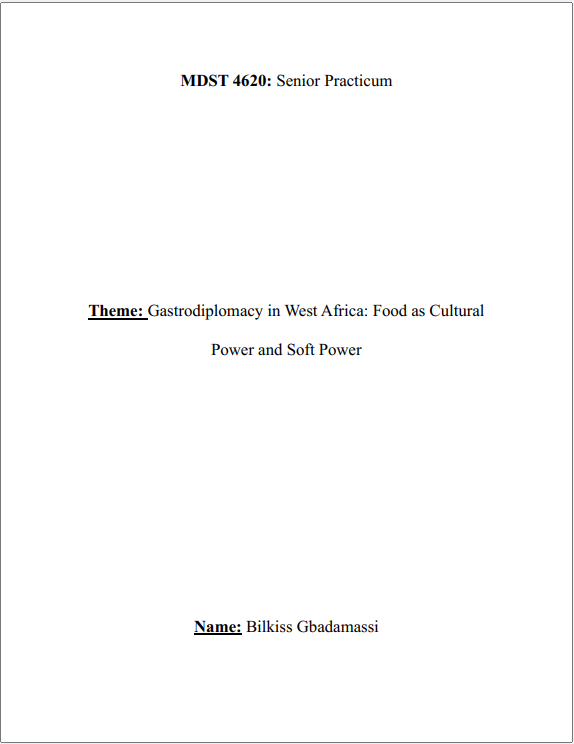 MDST 4620: Senior Practicum
Theme: Gastrodiplomacy in West Africa: Food as Cultural
Power and Soft Power
Name: Bilkiss Gbadamassi